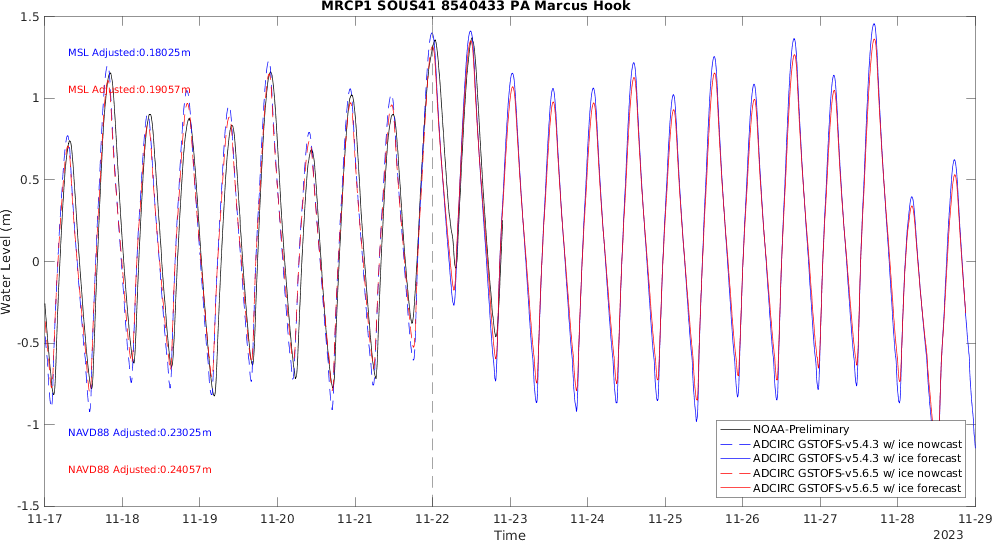 MRCP1 SOUS41 8540433 PA Marcus Hook
1.5
1
0.5
0
-0.5
-1
-1.5
Water Level (m)
MSL Adjusted:0.18025m
MSL Adjusted:0.19057m
NAVD88 Adjusted:0.23025m
NAVD88 Adjusted:0.24057m
NOAA-Preliminary
ADCIRC GSTOFS-v5.4.3 w/ ice nowcast
ADCIRC GSTOFS-v5.4.3 w/ ice forecast
ADCIRC GSTOFS-v5.6.5 w/ ice nowcast
ADCIRC GSTOFS-v5.6.5 w/ ice forecast
11-17 11-18 11-19 11-20 11-21 11-22 11-23 11-24 11-25 11-26 11-27 11-28 11-29
Time
2023